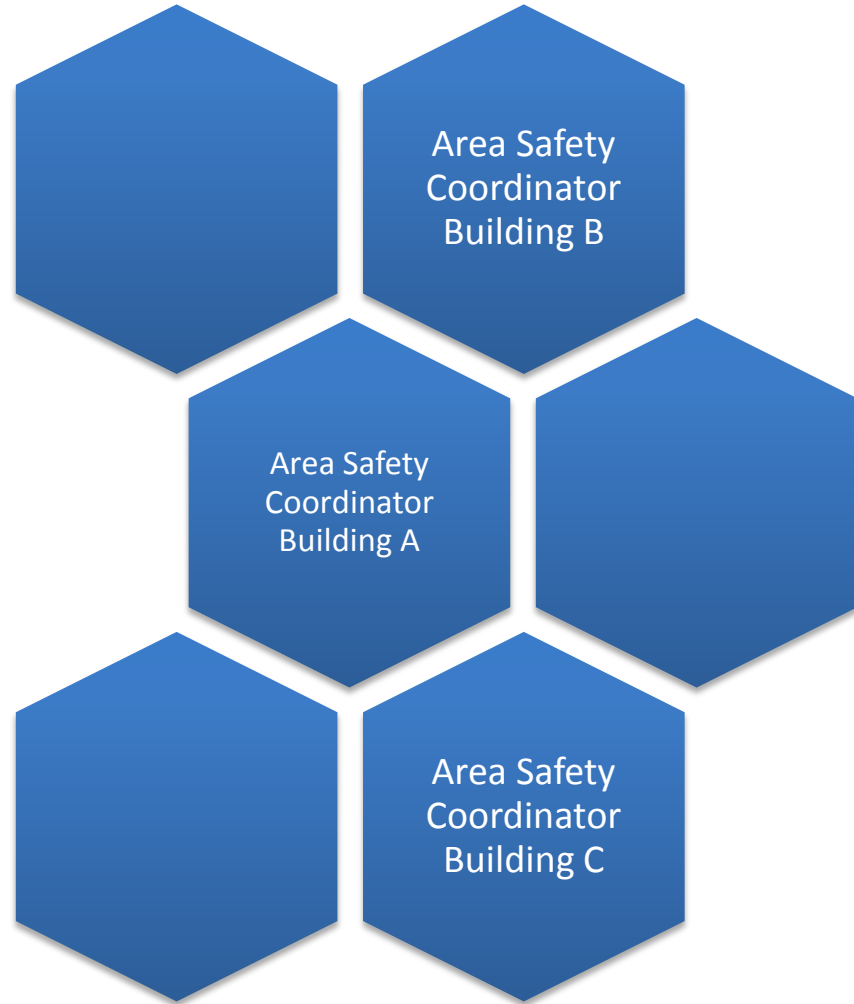 Area Safety
Coordinator
Building B
Area Safety
Coordinator
Building A
Area Safety
Coordinator
Building C